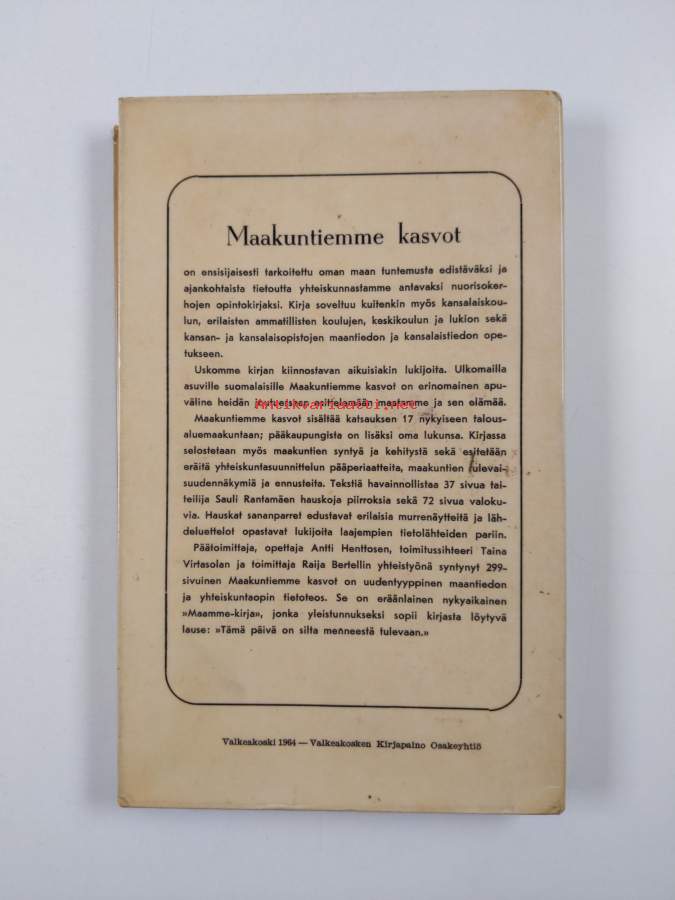 Maakuntiemme kasvot
on ensisijaisesti tarkoitettu oman maan tuntemusta edistäväksi ja
ajankohtaista tietoutta yhteiskunnastamme antavaksi nuorisoker-
hojen opintokirjaksi. Kirja soveltuu kuitenkin myös kansalaiskou-
lun, erilaisten ammatillisten koulujen, keskikoulun ja lukion sekä
kansan- ja kansalaisopistojen maantiedon ja kansalaistiedon ope-
tukseen.
Uskomme kirjan kiinnostavan aikuisiakin lukijoita. Ulkomailla
asuville suomalaisille Maakuntiemme kasvot on erinomainen apu-
väline heidän esittelemään maatamme ja sen elämää.
Antikvariaatti.net
Maakuntiemme kasvot sisältää katsauksen 17 nykyiseen talous-
aluemaakuntaan; pääkaupungista on lisäksi oma lukunsa. Kirjassa
selostetaan myös maakuntien syntyä ja kehitystä sekä esitetään
eräitä yhteiskuntasuunnittelun pääperiaatteita, maakuntien tulevai-
suudennäkymiä ja ennusteita. Tekstiä havainnollistaa 37 sivua tai-
teilija Sauli Rantamäen hauskoja piirroksia sekä 72 sivua valoku-
via. Hauskat sananparret edustavat erilaisia murrenäytteitä ja läh-
deluettelot opastavat lukijoita laajempien tietolähteiden pariin.
Päätoimittaja, opettaja Antti Henttosen, toimitussihteeri Taina
Virtasolan ja toimittaja Raija Bertellin yhteistyönä syntynyt 299-
sivuinen Maakuntiemme kasvot on uudentyyppinen maantiedon
ja yhteiskuntaopin tietoteos. Se on eräänlainen nykyaikainen
»Maamme-kirja», jonka yleistunnukseksi sopii kirjasta löytyvä
lause: »Tämä päivä on silta menneestä tulevaan.»
Valkeakoski 1964 — Valkeakosken Kirjapaino Osakeyhtiö